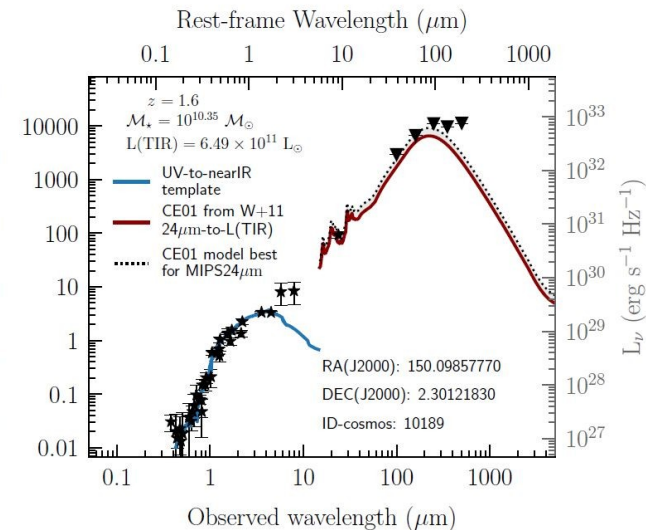 Rest-frame Wavelength (μm)
0.1 1 10 100 1000
z = 1.6
M⋆ = 10^10.35 M⊙
L(TIR) = 6.49 × 10^11 L⊙
UV-to-nearIR
template
CE01 from W+11
24μm-to-L(TIR)
CE01 model best
for MIPS24μm
10000
1000
100
10
1
0.1
0.01
10^33
10^32
10^31
10^30
10^29
10^28
10^27
L_ν (erg s^−1 Hz^−1)
RA(J2000): 150.09857770
DEC(J2000): 2.30121830
ID-cosmos: 10189
0.1 1 10 100 1000
Observed wavelength (μm)